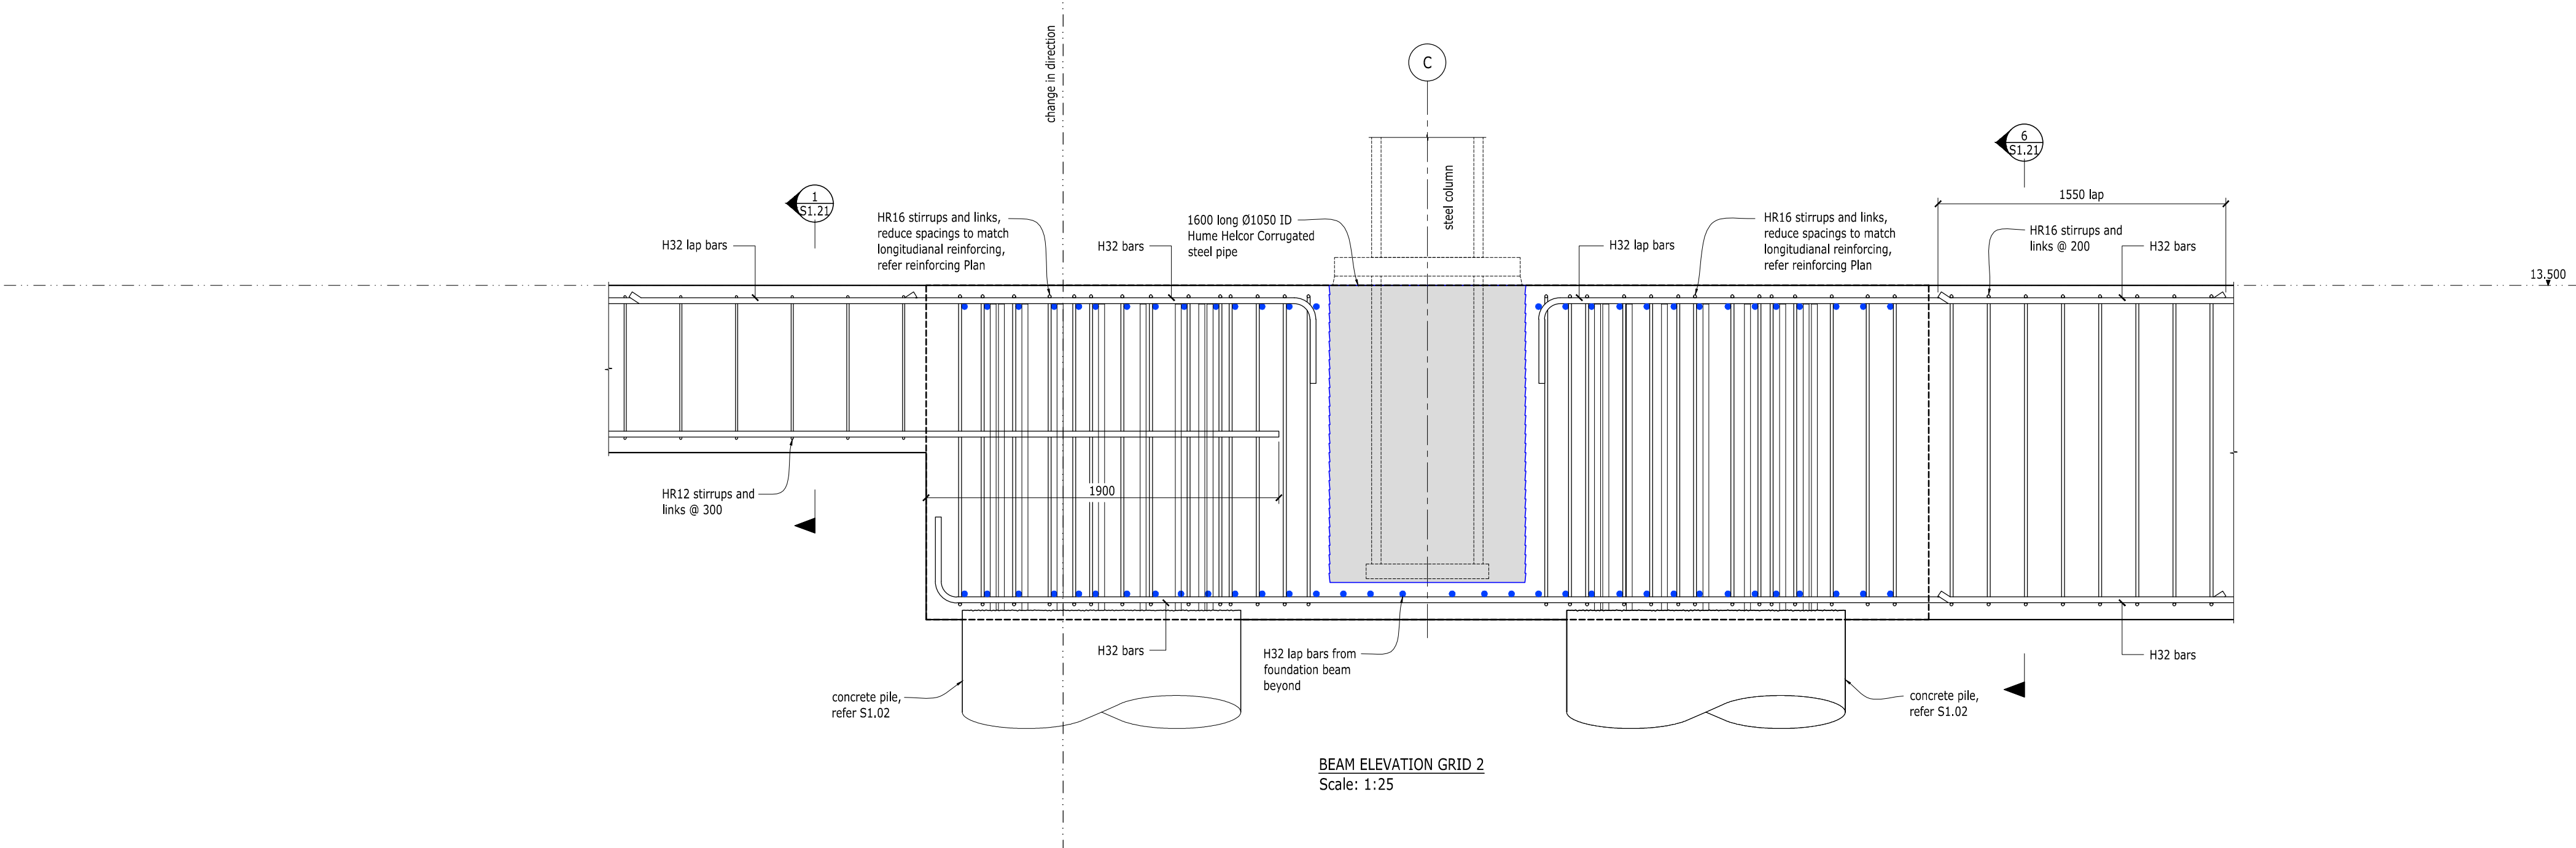 change in direction
C
steel column
1
S1.21
6
S1.21
1550 lap
H32 lap bars
HR16 stirrups and links,
reduce spacings to match
longitudianal reinforcing,
refer reinforcing Plan
H32 bars
1600 long Ø1050 ID
Hume Helcor Corrugated
steel pipe
H32 lap bars
HR16 stirrups and links,
reduce spacings to match
longitudianal reinforcing,
refer reinforcing Plan
HR16 stirrups and
links @ 200
H32 bars
13.500
HR12 stirrups and
links @ 300
1900
H32 bars
H32 lap bars from
foundation beam
beyond
H32 bars
concrete pile,
refer S1.02
concrete pile,
refer S1.02
BEAM ELEVATION GRID 2
Scale: 1:25